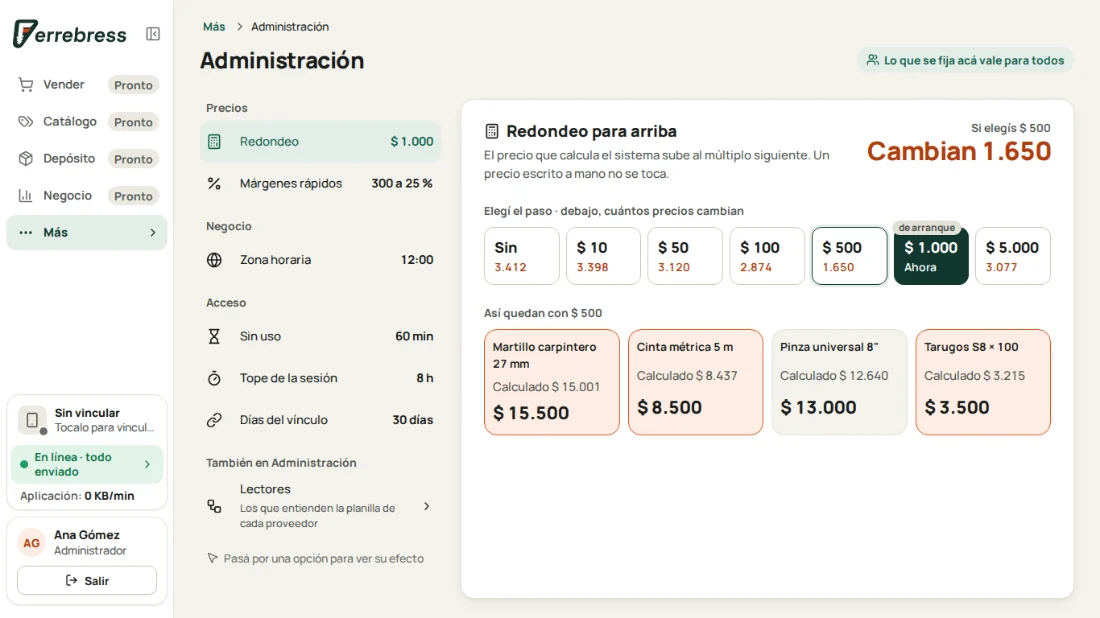 Ferrebress
Vender Pronto
Catálogo Pronto
Depósito Pronto
Negocio Pronto
Más
Sin vincular
Tocalo para vincul...
En línea · todo
enviado
Aplicación: 0 KB/min
AG
Ana Gómez
Administrador
Salir
Más > Administración
Administración
Lo que se fija acá vale para todos
Precios
Redondeo $ 1.000
Márgenes rápidos 300 a 25 %
Negocio
Zona horaria 12:00
Acceso
Sin uso 60 min
Tope de la sesión 8 h
Días del vínculo 30 días
También en Administración
Lectores
Los que entienden la planilla de
cada proveedor
Pasá por una opción para ver su efecto
Redondeo para arriba
El precio que calcula el sistema sube al múltiplo siguiente. Un
precio escrito a mano no se toca.
Si elegís $ 500
Cambian 1.650
Elegí el paso · debajo, cuántos precios cambian
de arranque
Sin $ 10 $ 50 $ 100 $ 500 $ 1.000 $ 5.000
3.412 3.398 3.120 2.874 1.650 Ahora 3.077
Así quedan con $ 500
Martillo carpintero
27 mm
Calculado $ 15.001
$ 15.500
Cinta métrica 5 m
Calculado $ 8.437
$ 8.500
Pinza universal 8"
Calculado $ 12.640
$ 13.000
Tarugos S8 × 100
Calculado $ 3.215
$ 3.500